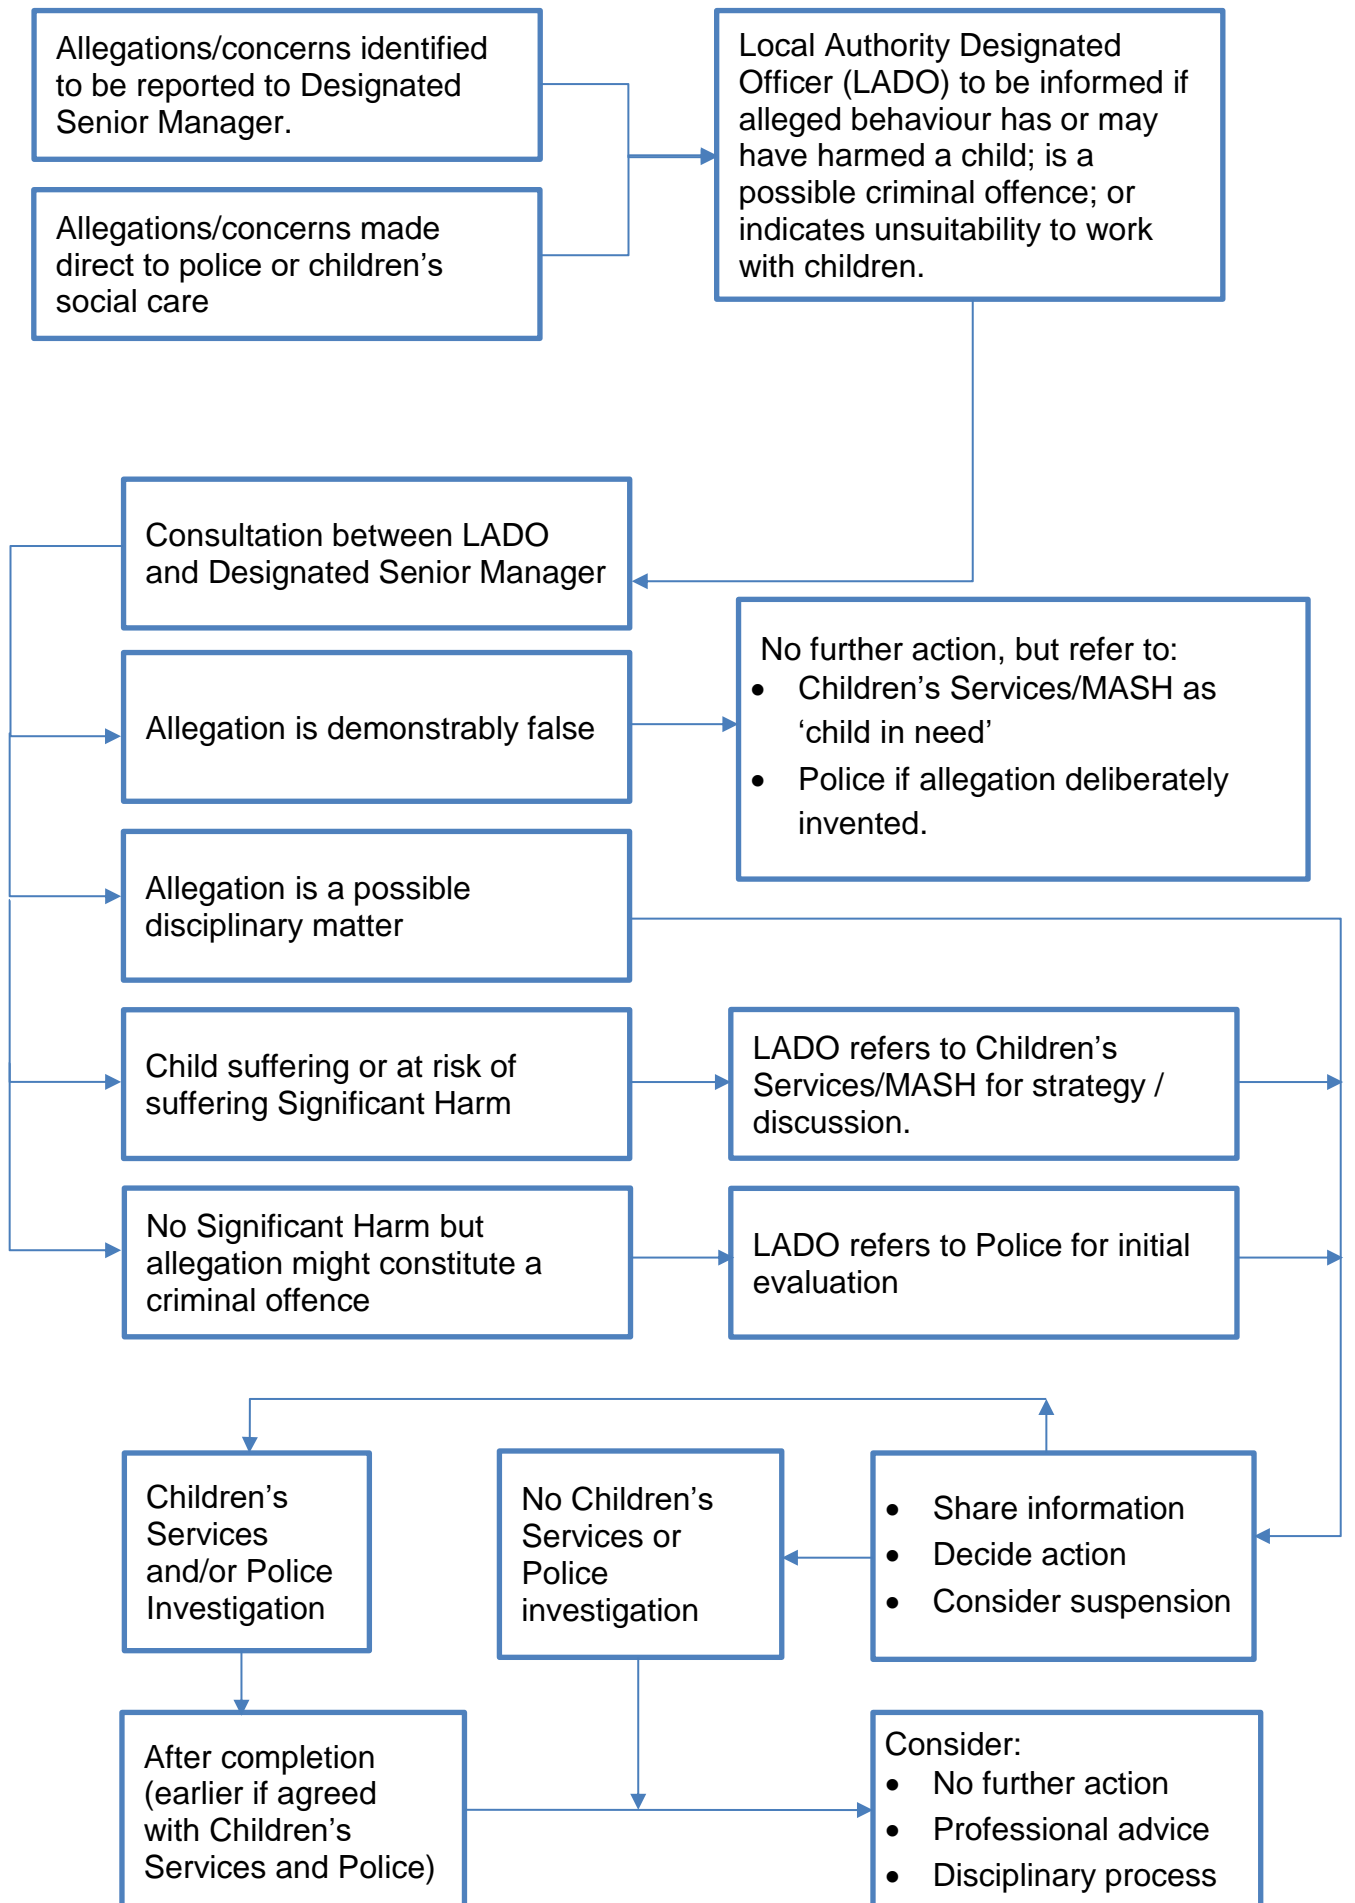 Allegations/concerns identified
to be reported to Designated
Senior Manager.
Allegations/concerns made
direct to police or children’s
social care
Local Authority Designated
Officer (LADO) to be informed if
alleged behaviour has or may
have harmed a child; is a
possible criminal offence; or
indicates unsuitability to work
with children.
Consultation between LADO
and Designated Senior Manager
Allegation is demonstrably false
No further action, but refer to:
• Children’s Services/MASH as
‘child in need’
• Police if allegation deliberately
invented.
Allegation is a possible
disciplinary matter
Child suffering or at risk of
suffering Significant Harm
LADO refers to Children’s
Services/MASH for strategy /
discussion.
No Significant Harm but
allegation might constitute a
criminal offence
LADO refers to Police for initial
evaluation
Children’s
Services
and/or Police
Investigation
No Children’s
Services or
Police
investigation
• Share information
• Decide action
• Consider suspension
After completion
(earlier if agreed
with Children’s
Services and Police)
Consider:
• No further action
• Professional advice
• Disciplinary process